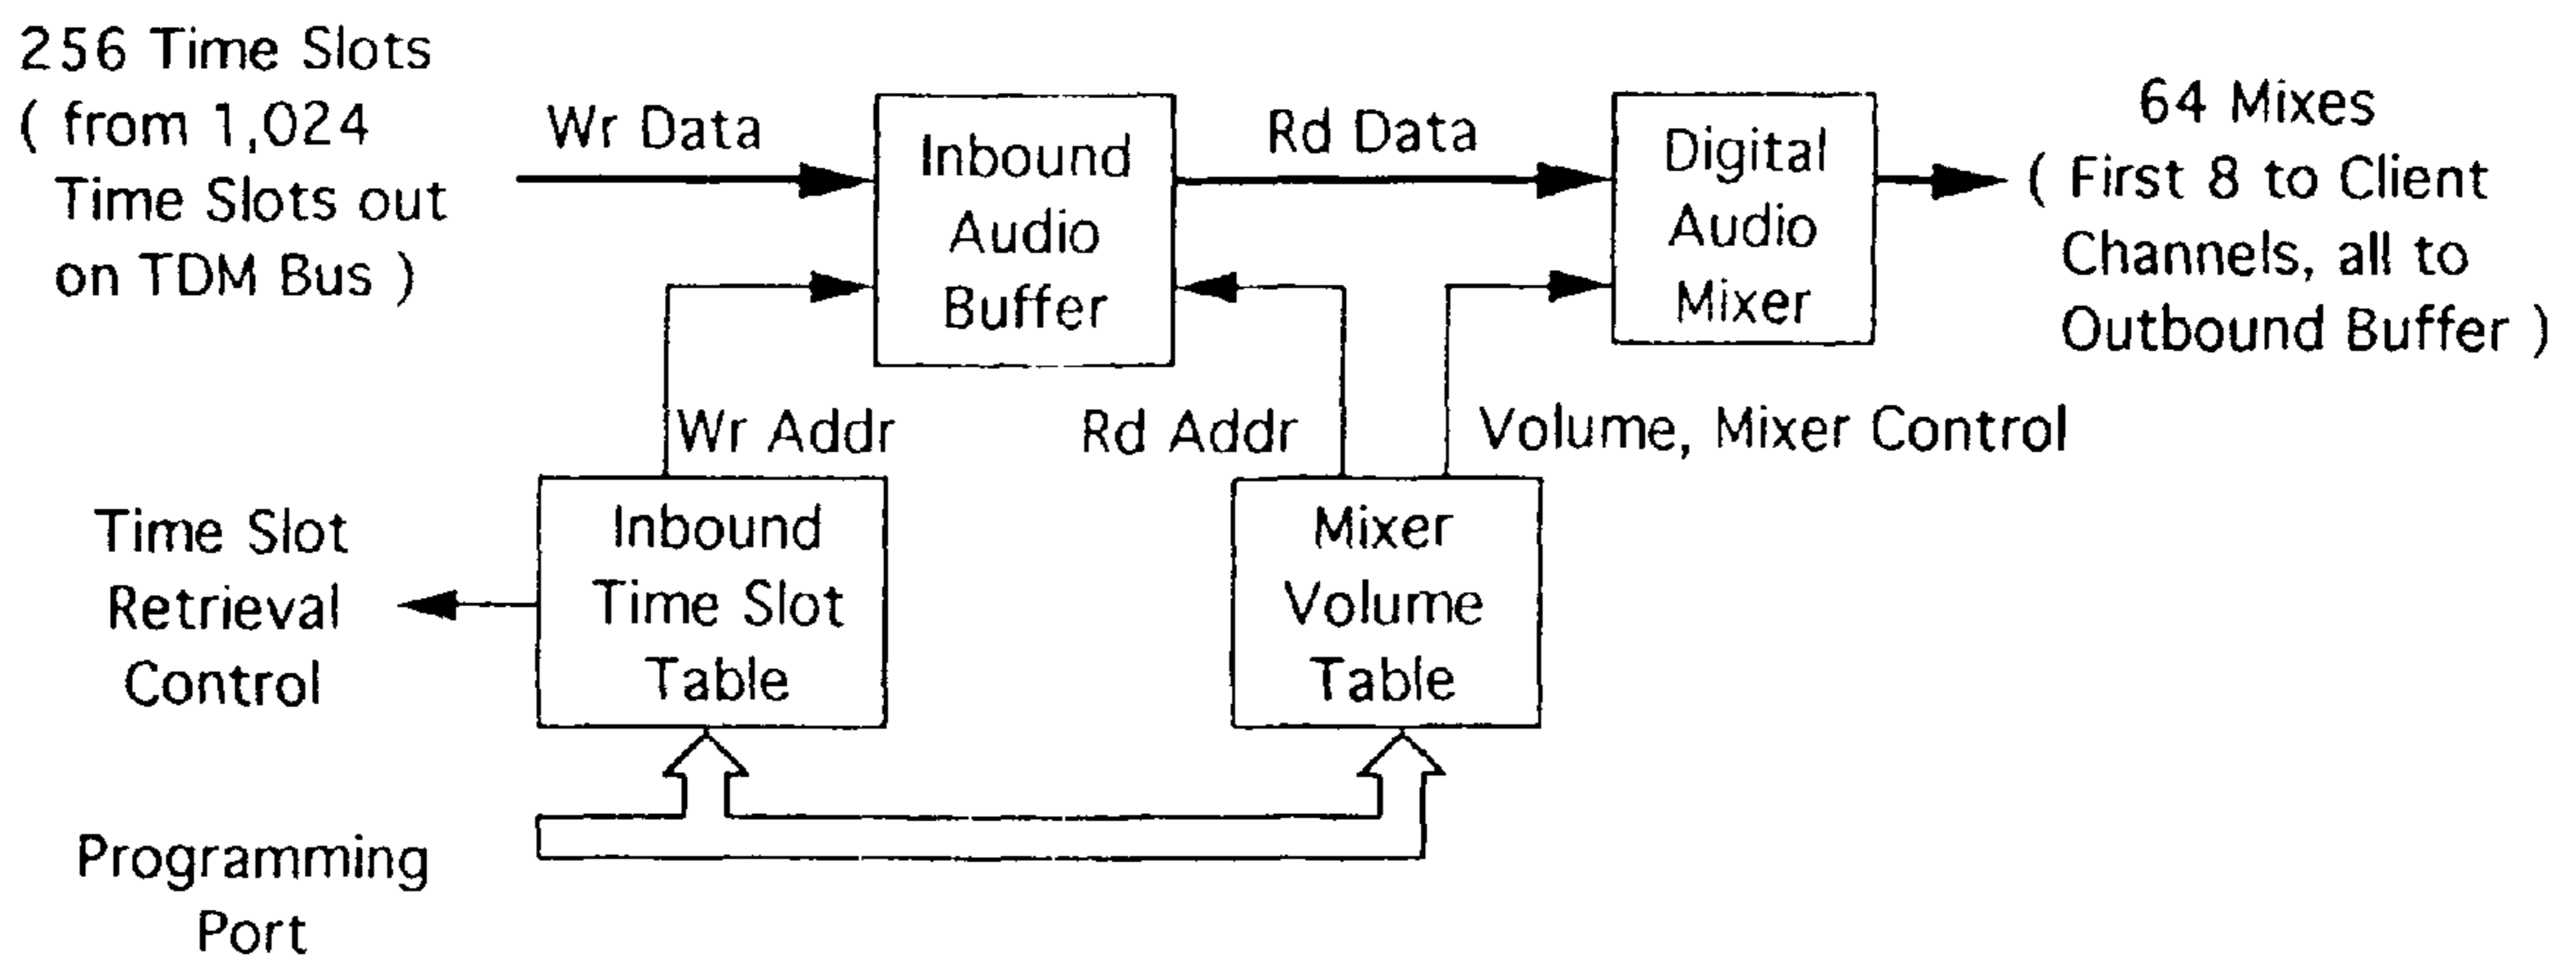 256 Time Slots
( from 1,024
Time Slots out
on TDM Bus )
Wr Data
Inbound
Audio
Buffer
Rd Data
Digital
Audio
Mixer
64 Mixes
( First 8 to Client
Channels, all to
Outbound Buffer )
Wr Addr
Rd Addr
Volume, Mixer Control
Time Slot
Retrieval
Control
Inbound
Time Slot
Table
Mixer
Volume
Table
Programming
Port